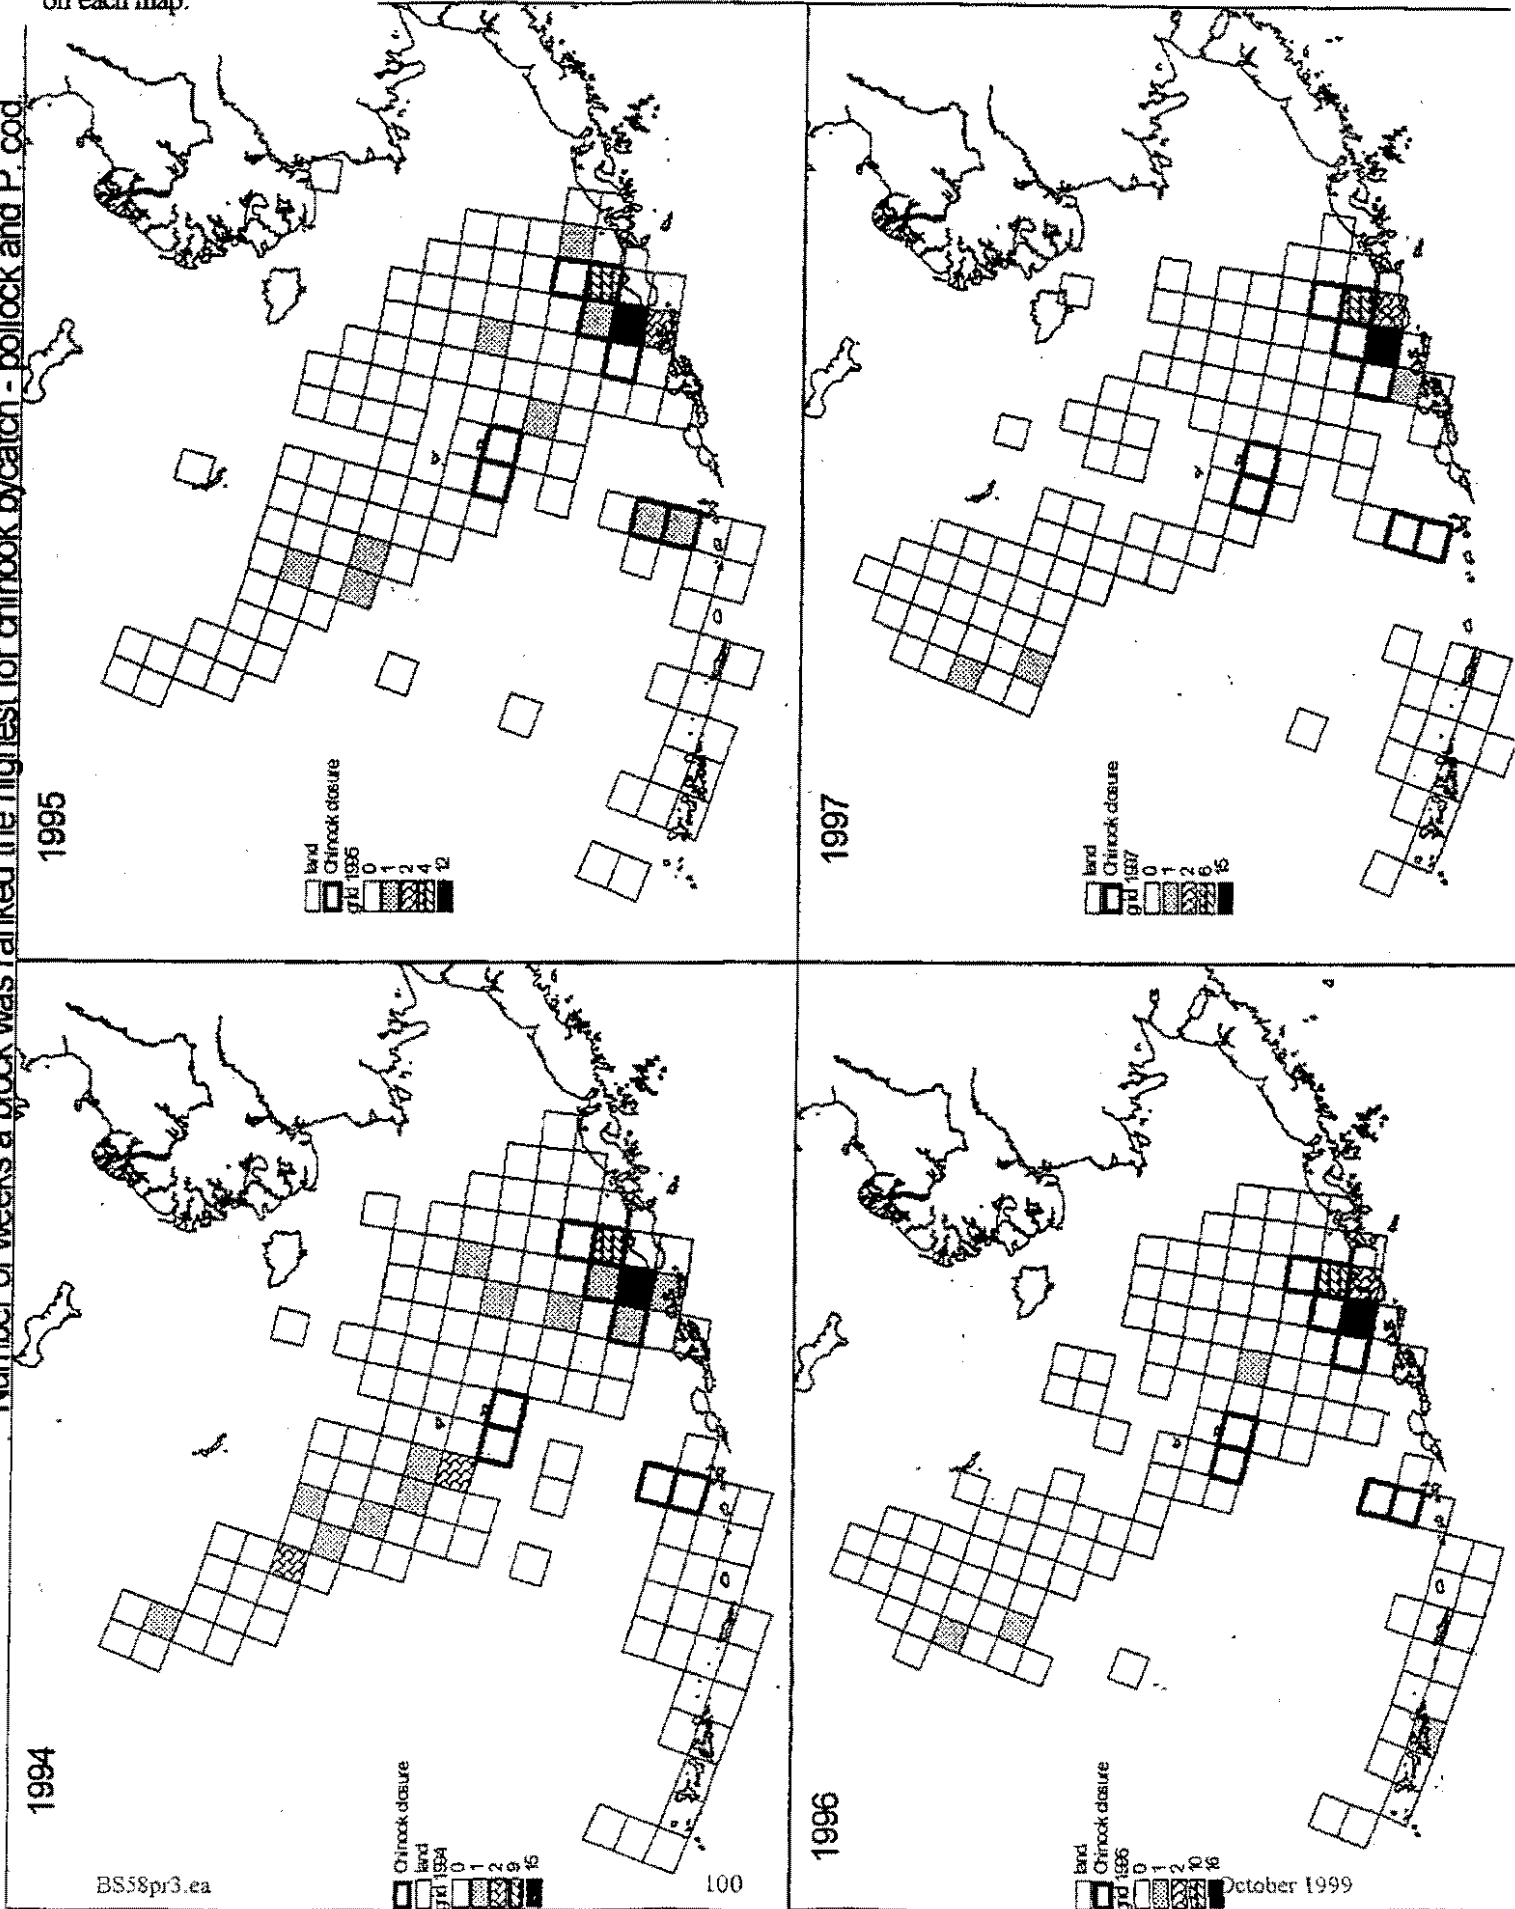 on each map.
Number of weeks a block was ranked the highest for chinook bycatch - pollock and P. cod
1995
land
Chinook closure
grid 1995
0
1
2
4
12
1997
land
Chinook closure
grid 1997
0
1
2
6
15
1994
Chinook closure
land
grid 1994
0
1
2
9
15
1996
land
Chinook closure
grid 1996
0
1
2
10
16
BS58pr3.ea
100
October 1999